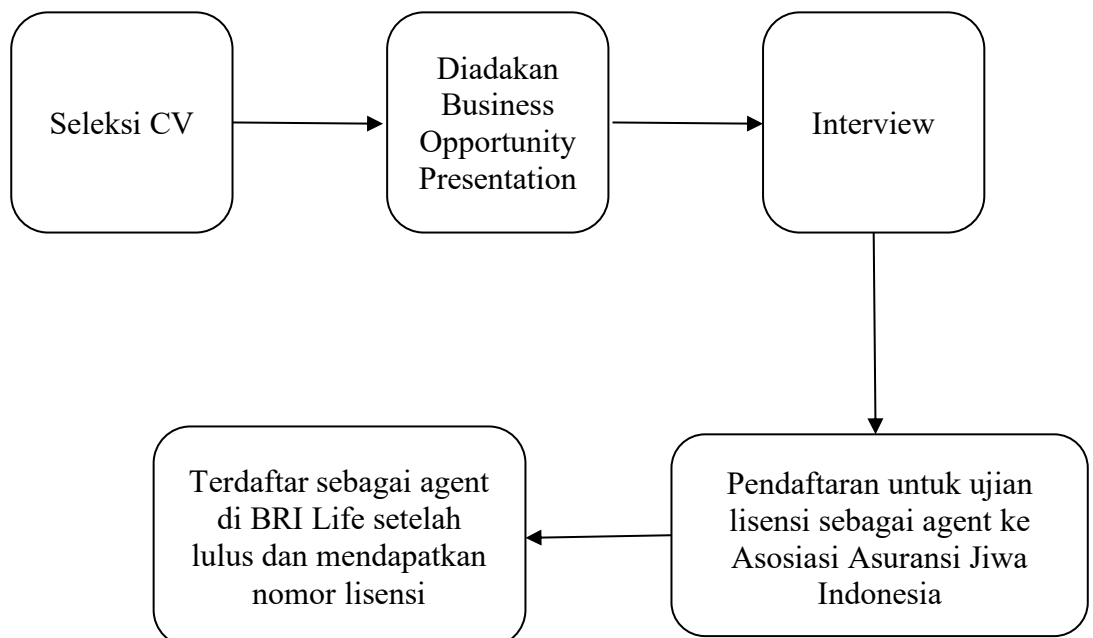 Seleksi CV
Diadakan
Business
Opportunity
Presentation
Interview
Pendaftaran untuk ujian
lisensi sebagai agent ke
Asosiasi Asuransi Jiwa
Indonesia
Terdaftar sebagai agent
di BRI Life setelah
lulus dan mendapatkan
nomor lisensi